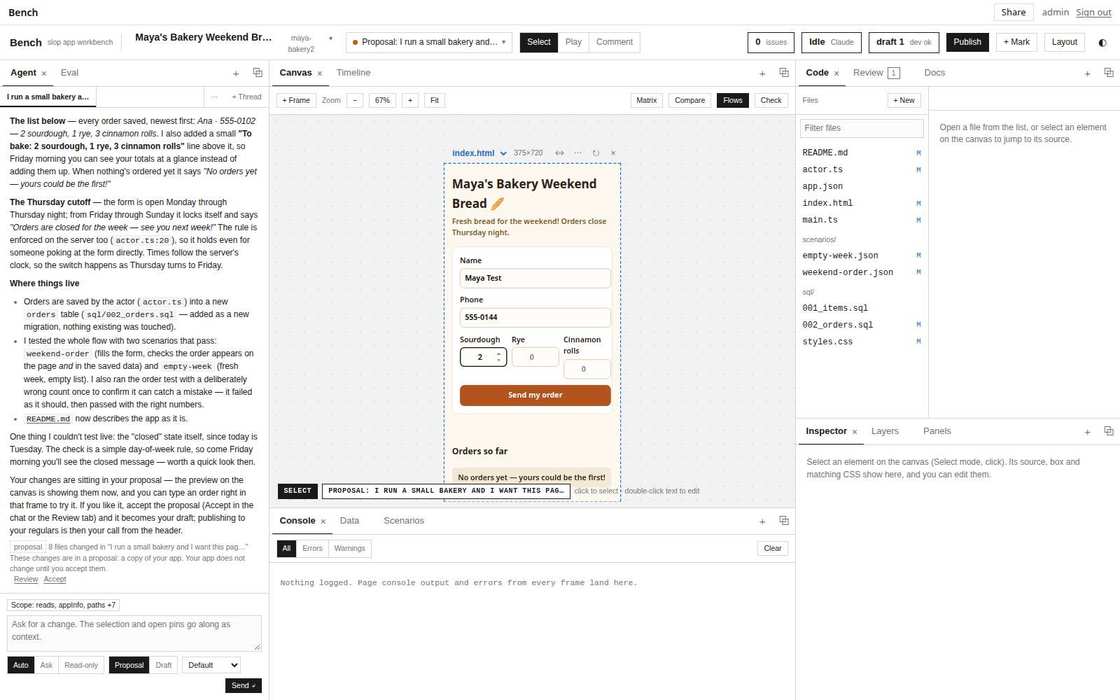 Bench
Share
admin
Sign out
Bench
slop app workbench
Maya's Bakery Weekend Br…
maya-
bakery2
Proposal: I run a small bakery and…
Select
Play
Comment
0 issues
Idle Claude
draft 1 dev ok
Publish
+ Mark
Layout
Agent ×
Eval
I run a small bakery a…
+ Thread
The list below — every order saved, newest first: Ana · 555-0102
— 2 sourdough, 1 rye, 3 cinnamon rolls. I also added a small "To
bake: 2 sourdough, 1 rye, 3 cinnamon rolls" line above it, so
Friday morning you can see your totals at a glance instead of
adding them up. When nothing's ordered yet it says "No orders yet
— yours could be the first!"
The Thursday cutoff — the form is open Monday through
Thursday night; from Friday through Sunday it locks itself and says
"Orders are closed for the week — see you next week!" The rule is
enforced on the server too ( actor.ts:20 ), so it holds even for
someone poking at the form directly. Times follow the server's
clock, so the switch happens as Thursday turns to Friday.
Where things live
• Orders are saved by the actor ( actor.ts ) into a new
orders table ( sql/002_orders.sql — added as a new
migration, nothing existing was touched).
• I tested the whole flow with two scenarios that pass:
weekend-order (fills the form, checks the order appears on
the page and in the saved data) and empty-week (fresh
week, empty list). I also ran the order test with a deliberately
wrong count once to confirm it can catch a mistake — it failed
as it should, then passed with the right numbers.
• README.md now describes the app as it is.
One thing I couldn't test live: the "closed" state itself, since today is
Tuesday. The check is a simple day-of-week rule, so come Friday
morning you'll see the closed message — worth a quick look then.
Your changes are sitting in your proposal — the preview on the
canvas is showing them now, and you can type an order right in
that frame to try it. If you like it, accept the proposal (Accept in the
chat or the Review tab) and it becomes your draft; publishing to
your regulars is then your call from the header.
proposal 8 files changed in "I run a small bakery and I want this pag…"
These changes are in a proposal: a copy of your app. Your app does not
change until you accept them.
Review Accept
Scope: reads, appInfo, paths +7
Ask for a change. The selection and open pins go along as
context.
Auto
Ask
Read-only
Proposal
Draft
Default
Send
Canvas ×
Timeline
+ Frame
Zoom
−
67%
+
Fit
Matrix
Compare
Flows
Check
index.html
375×720
Maya's Bakery Weekend
Bread
Fresh bread for the weekend! Orders close
Thursday night.
Name
Maya Test
Phone
555-0144
Sourdough
Rye
Cinnamon
rolls
2
0
0
Send my order
Orders so far
No orders yet — yours could be the first!
SELECT
PROPOSAL: I RUN A SMALL BAKERY AND I WANT THIS PAG…
click to select · double-click text to edit
Console ×
Data
Scenarios
All
Errors
Warnings
Clear
Nothing logged. Page console output and errors from every frame land here.
Code ×
Review 1
Docs
Files
+ New
Filter files
README.md M
actor.ts M
app.json
index.html M
main.ts M
scenarios/
empty-week.json M
weekend-order.json M
sql/
001_items.sql
002_orders.sql M
styles.css M
Open a file from the list, or select an element
on the canvas to jump to its source.
Inspector ×
Layers
Panels
Select an element on the canvas (Select mode, click). Its source, box and
matching CSS show here, and you can edit them.